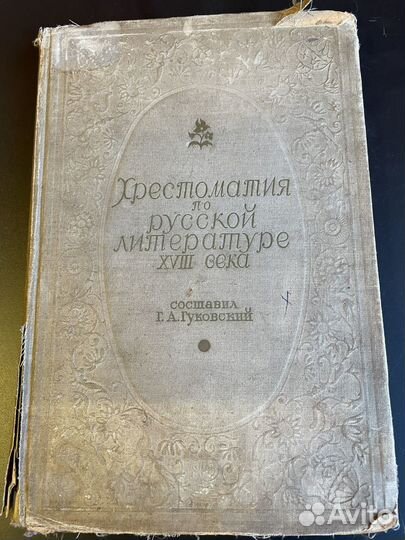 Хрестоматия
по
русской
литературе
XVIII века
составил
Г. А. Гуковский
Avito